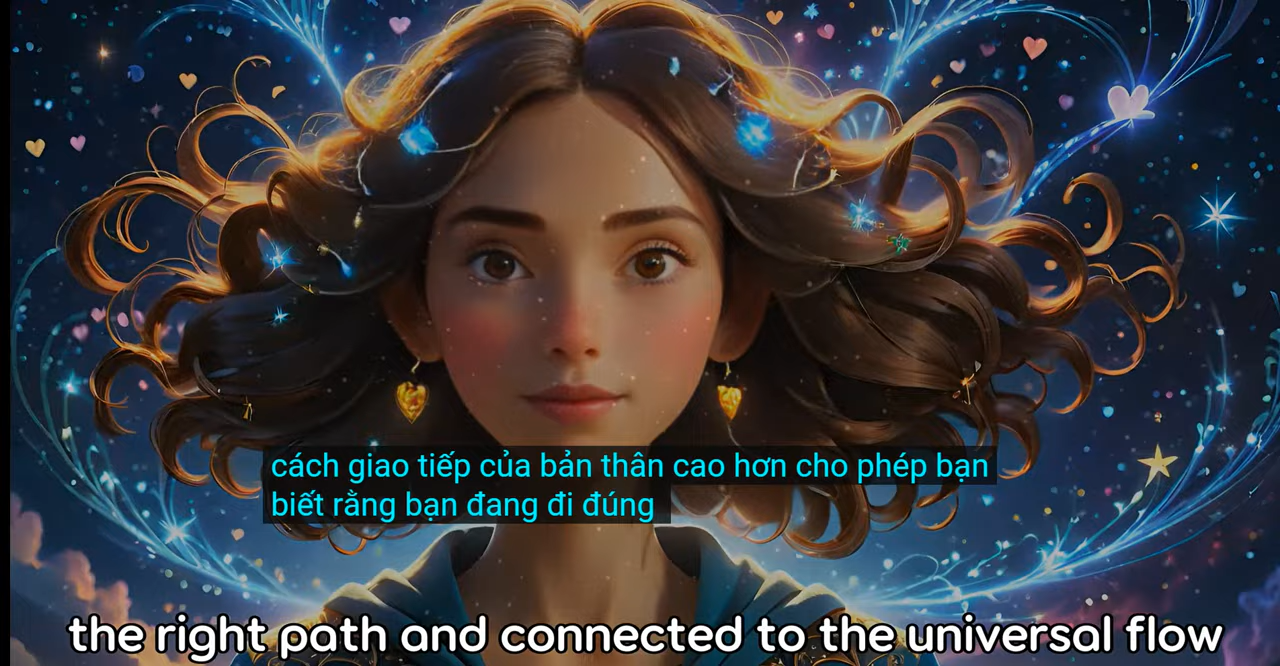 cách giao tiếp của bản thân cao hơn cho phép bạn
biết rằng bạn đang đi đúng
the right path and connected to the universal flow